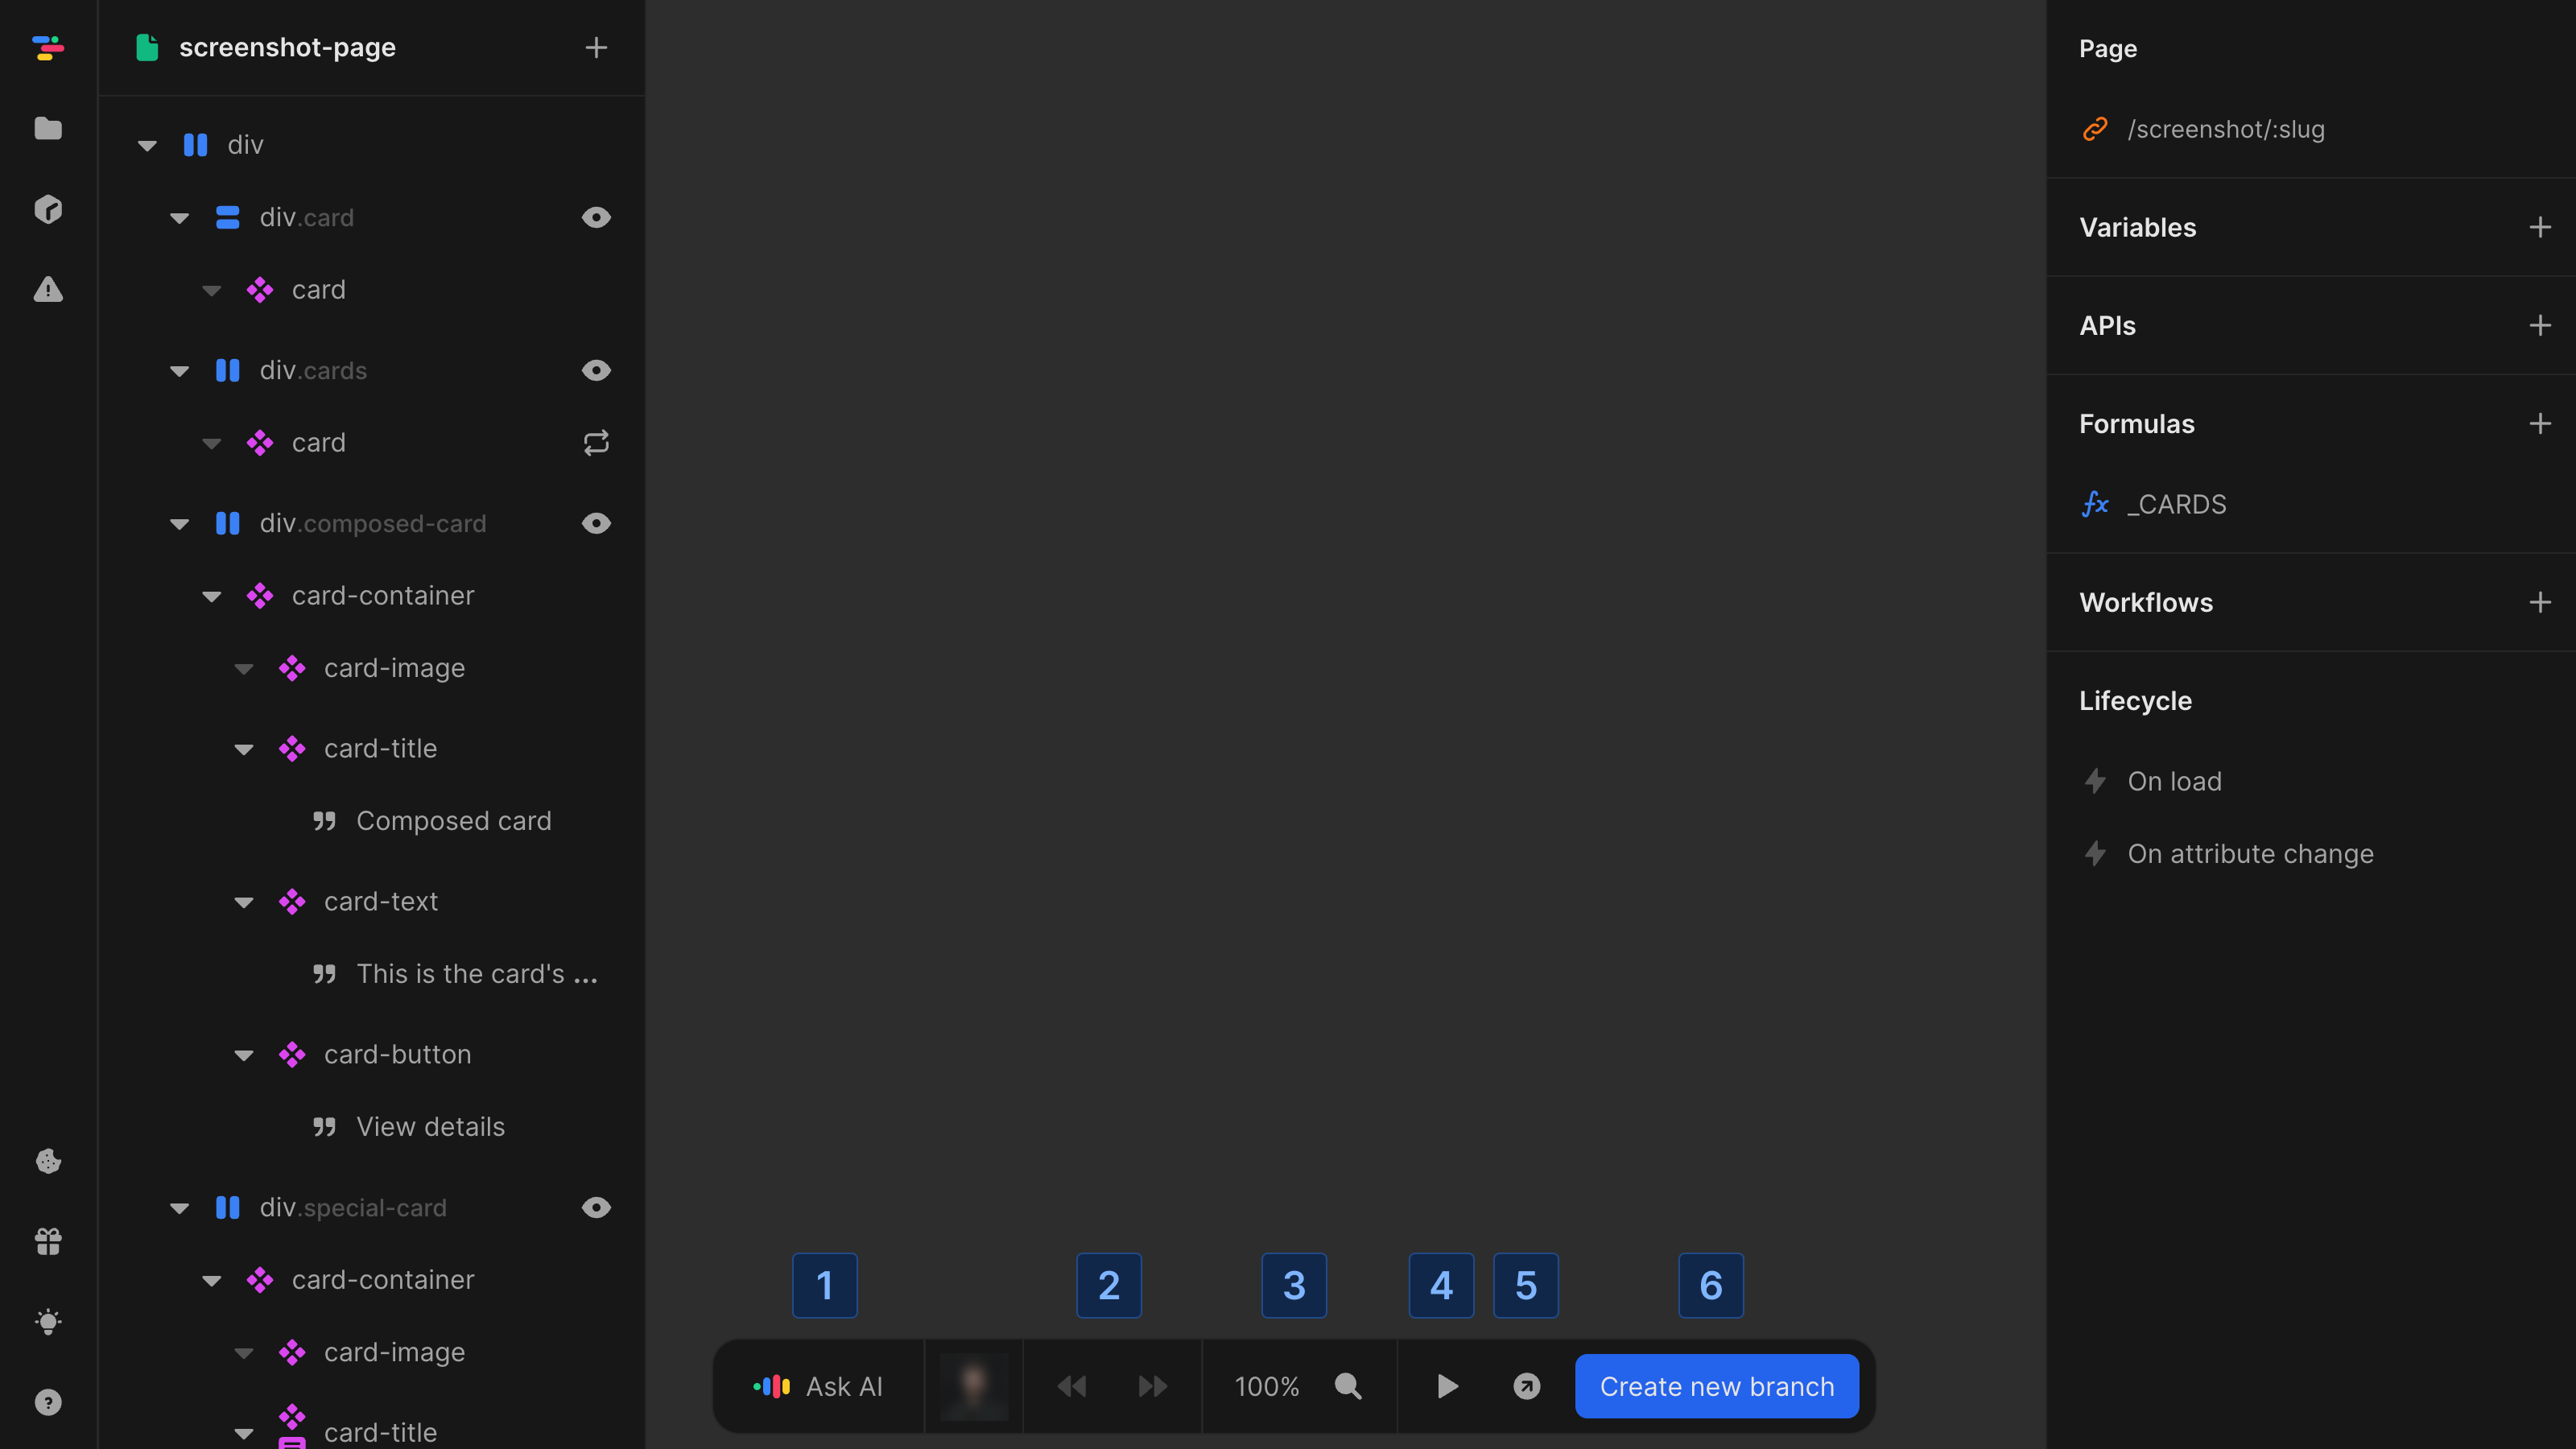 screenshot-page
div
div.card
card
div.cards
card
div.composed-card
card-container
card-image
card-title
Composed card
card-text
This is the card's ...
card-button
View details
div.special-card
card-container
card-image
card-title
1
2
3
4
5
6
Ask AI
100%
Create new branch
Page
/screenshot/:slug
Variables
APIs
Formulas
fx _CARDS
Workflows
Lifecycle
On load
On attribute change